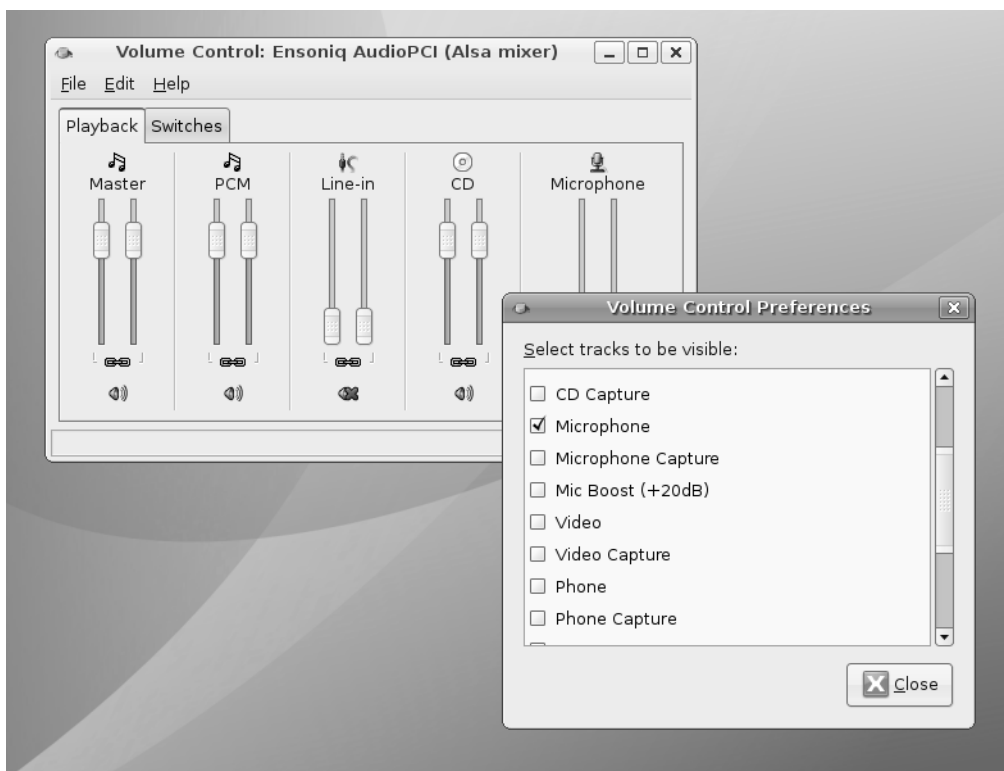 Volume Control: Ensoniq AudioPCI (Alsa mixer)
File Edit Help
Playback Switches
Master PCM Line-in CD Microphone
Volume Control Preferences
Select tracks to be visible:
CD Capture
Microphone
Microphone Capture
Mic Boost (+20dB)
Video
Video Capture
Phone
Phone Capture
Close